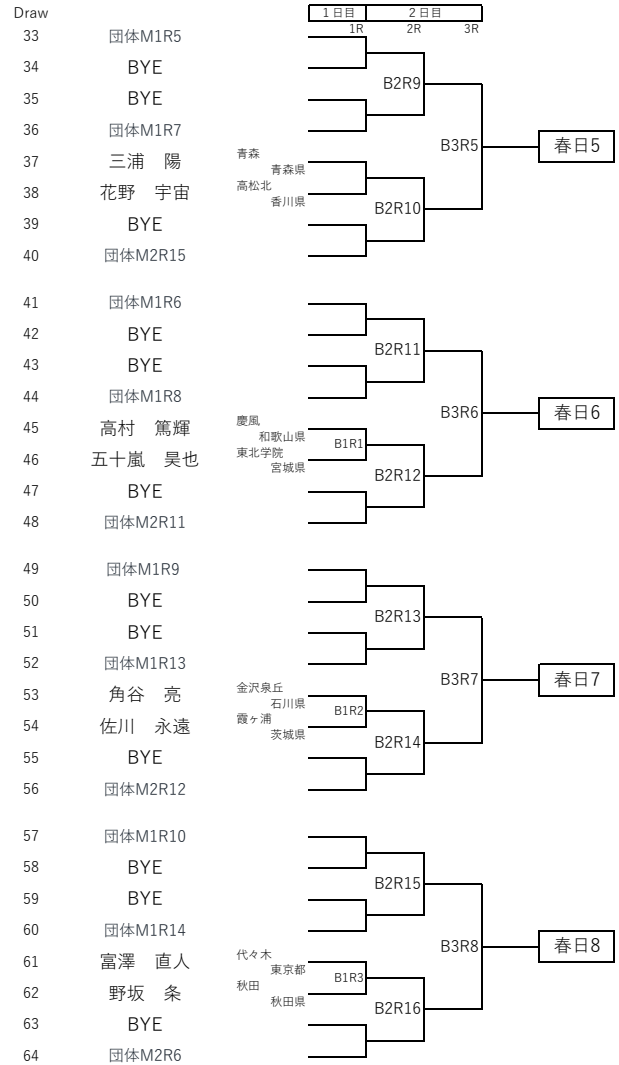 Draw 1日目 2日目
1R 2R 3R
33 団体M1R5
34 BYE
B2R9
35 BYE
36 団体M1R7
B3R5 春日5
37 三浦　陽 青森 青森県
38 花野　宇宙 高松北 香川県
B2R10
39 BYE
40 団体M2R15
41 団体M1R6
42 BYE
B2R11
43 BYE
44 団体M1R8
B3R6 春日6
45 高村　篤輝 慶風 和歌山県
B1R1
46 五十嵐　昊也 東北学院 宮城県
B2R12
47 BYE
48 団体M2R11
49 団体M1R9
50 BYE
B2R13
51 BYE
52 団体M1R13
B3R7 春日7
53 角谷　亮 金沢泉丘 石川県
B1R2
54 佐川　永遠 霞ヶ浦 茨城県
B2R14
55 BYE
56 団体M2R12
57 団体M1R10
58 BYE
B2R15
59 BYE
60 団体M1R14
B3R8 春日8
61 富澤　直人 代々木 東京都
B1R3
62 野坂　条 秋田 秋田県
B2R16
63 BYE
64 団体M2R6